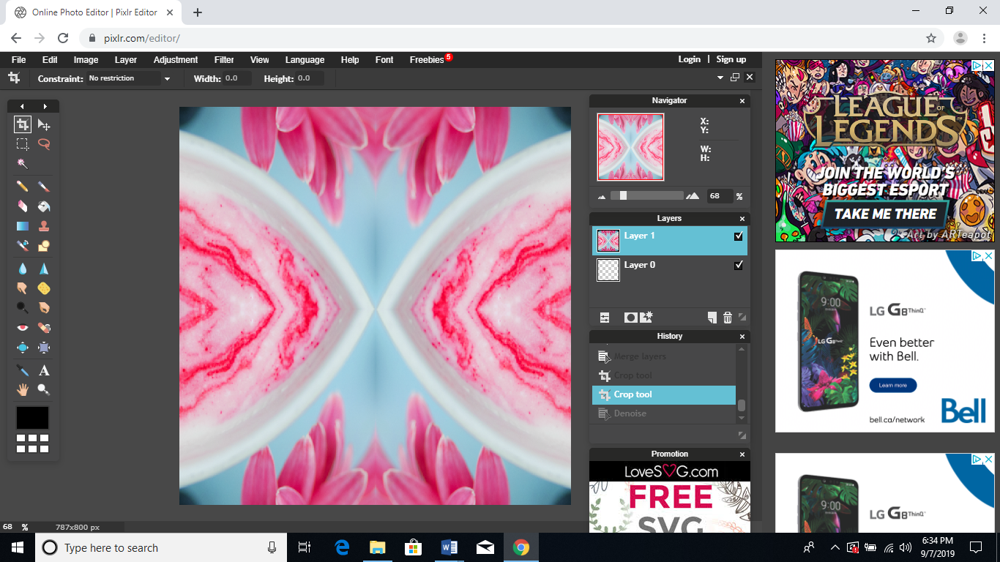 Online Photo Editor | Pixlr Editor
pixlr.com/editor/
File Edit Image Layer Adjustment Filter View Language Help Font Freebies 5 Login | Sign up
Constraint: No restriction Width: 0.0 Height: 0.0
Navigator
X:
Y:
W:
H:
68 %
Layers
Layer 1
Layer 0
History
Merge layers
Crop tool
Crop tool
Denoise
Promotion
LoveSVG.com
FREE
SVG
A
68 % 787x800 px
LEAGUE OF
LEGENDS
JOIN THE WORLD'S
BIGGEST ESPORT
TAKE ME THERE
Art by ARTeapot
9:00
LG G8 ThinQ
LG G8 ThinQ™
Even better
with Bell.
Learn more
bell.ca/network Bell
9:00
LG G8 ThinQ™
Type here to search
6:34 PM
9/7/2019